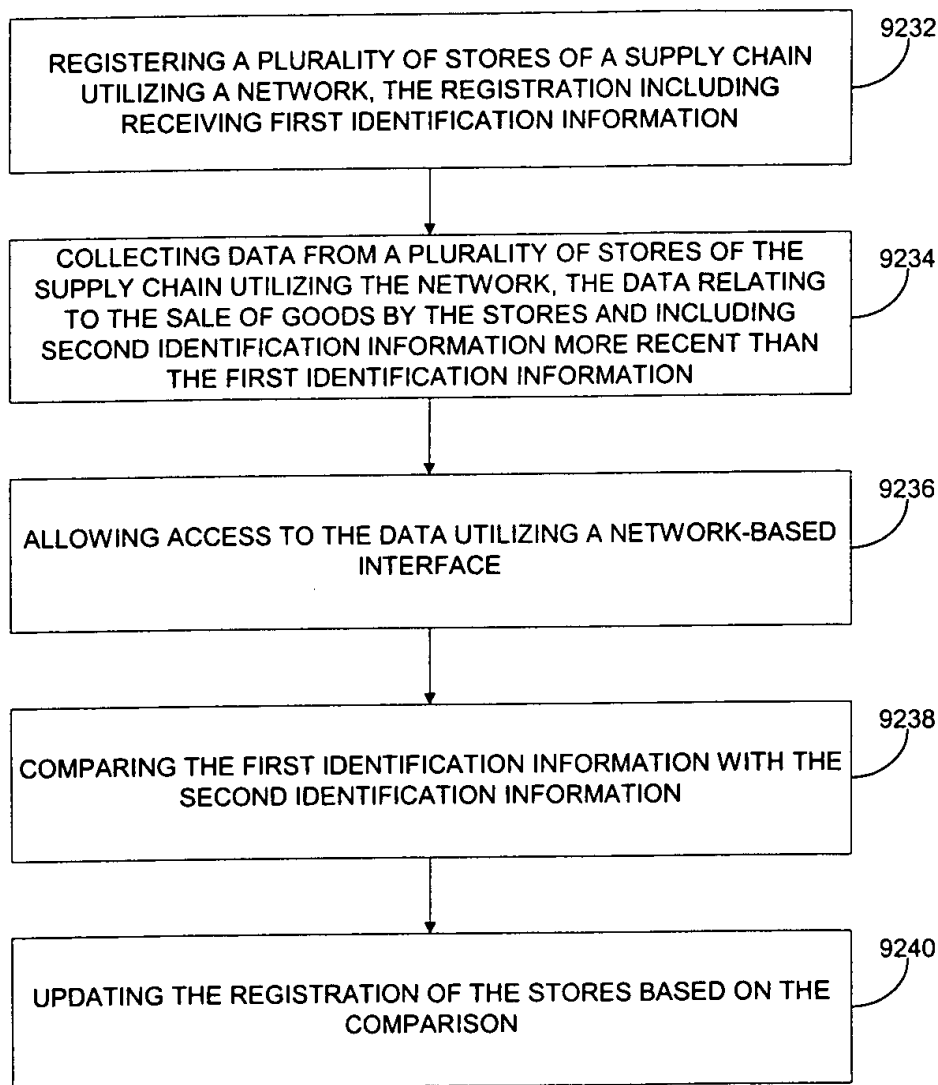 9232
REGISTERING A PLURALITY OF STORES OF A SUPPLY CHAIN
UTILIZING A NETWORK, THE REGISTRATION INCLUDING
RECEIVING FIRST IDENTIFICATION INFORMATION
9234
COLLECTING DATA FROM A PLURALITY OF STORES OF THE
SUPPLY CHAIN UTILIZING THE NETWORK, THE DATA RELATING
TO THE SALE OF GOODS BY THE STORES AND INCLUDING
SECOND IDENTIFICATION INFORMATION MORE RECENT THAN
THE FIRST IDENTIFICATION INFORMATION
9236
ALLOWING ACCESS TO THE DATA UTILIZING A NETWORK-BASED
INTERFACE
9238
COMPARING THE FIRST IDENTIFICATION INFORMATION WITH THE
SECOND IDENTIFICATION INFORMATION
9240
UPDATING THE REGISTRATION OF THE STORES BASED ON THE
COMPARISON